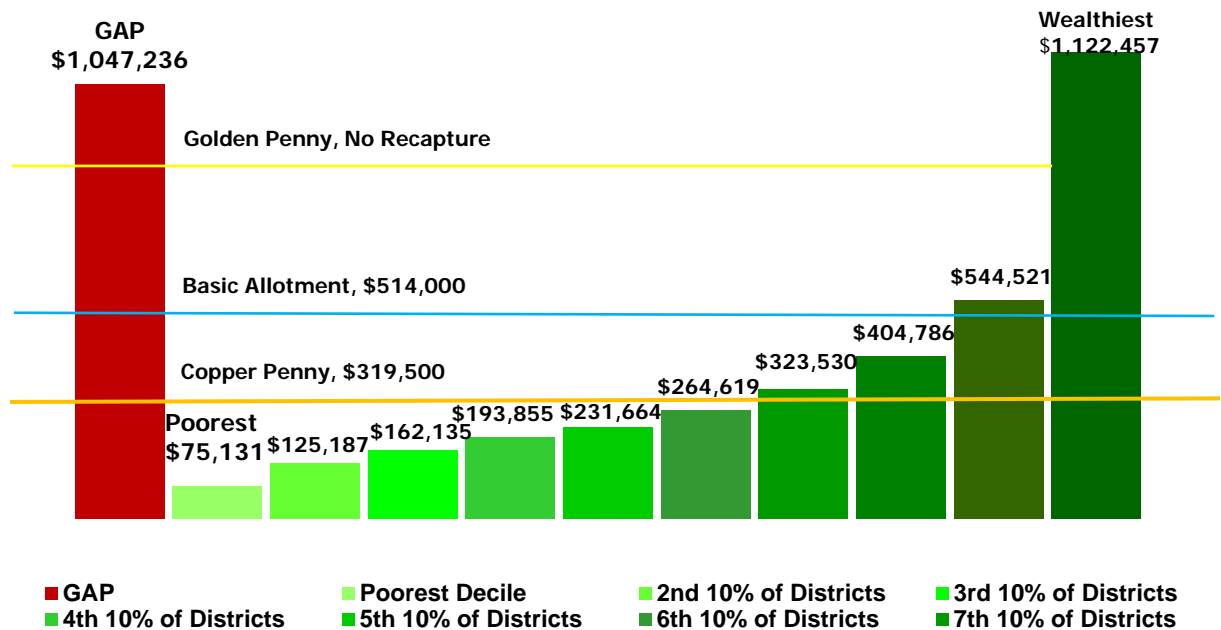 GAP
$1,047,236
Wealthiest
$1,122,457
Golden Penny, No Recapture
Basic Allotment, $514,000
$544,521
$404,786
Copper Penny, $319,500
$323,530
$264,619
Poorest
$75,131
$125,187
$162,135
$193,855
$231,664
GAP
Poorest Decile
2nd 10% of Districts
3rd 10% of Districts
4th 10% of Districts
5th 10% of Districts
6th 10% of Districts
7th 10% of Districts